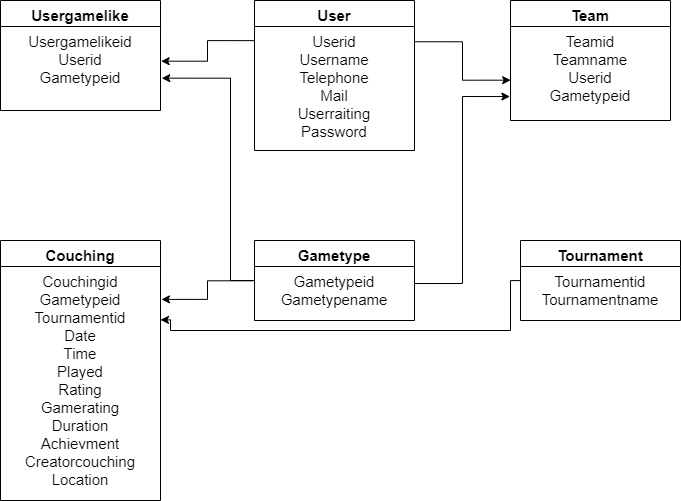 Usergamelike
Usergamelikeid
Userid
Gametypeid
User
Userid
Username
Telephone
Mail
Userraiting
Password
Team
Teamid
Teamname
Userid
Gametypeid
Couching
Couchingid
Gametypeid
Tournamentid
Date
Time
Played
Rating
Gamerating
Duration
Achievment
Creatorcouching
Location
Gametype
Gametypeid
Gametypename
Tournament
Tournamentid
Tournamentname